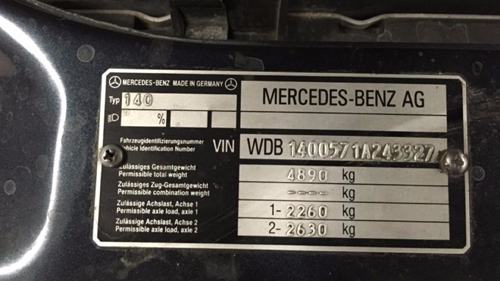 MERCEDES-BENZ MADE IN GERMANY
Typ 140
%
MERCEDES-BENZ AG
Fahrzeugidentifizierungsnummer
Vehicle Identification Number
VIN WDB 1400571A243327
Zulässiges Gesamtgewicht
Permissible total weight
4890 kg
Zulässiges Zug-Gesamtgewicht
Permissible combination weight
---- kg
Zulässige Achslast, Achse 1
Permissible axle load, axle 1
1- 2260 kg
Zulässige Achslast, Achse 2
Permissible axle load, axle 2
2- 2630 kg